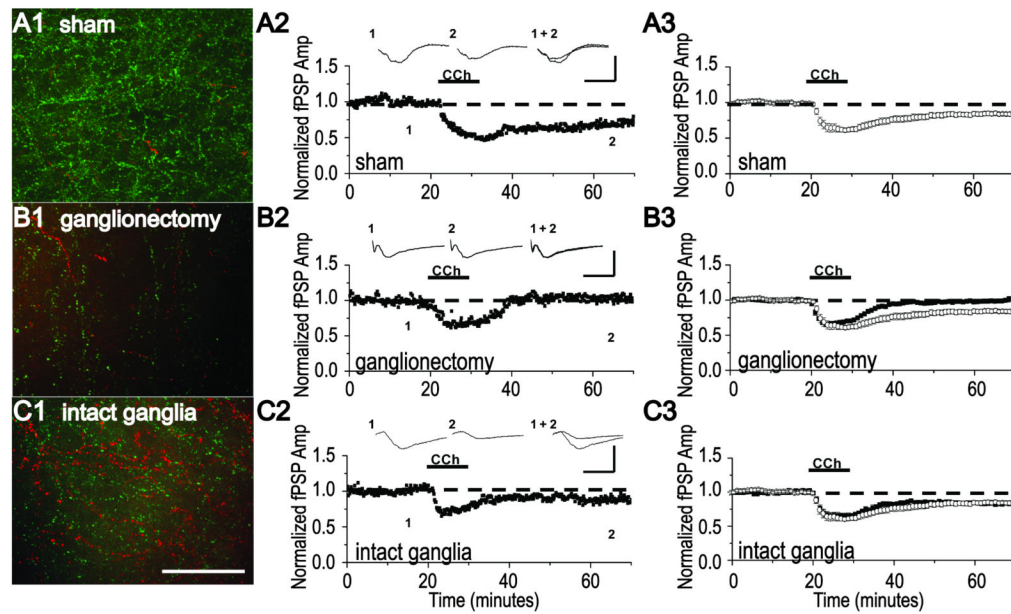 A1 sham
A2
1
2
1 + 2
CCh
Normalized fPSP Amp
1.5
1.0
0.5
0.0
1
2
sham
0
20
40
60
A3
CCh
Normalized fPSP Amp
1.5
1.0
0.5
0.0
sham
0
20
40
60
B1 ganglionectomy
B2
1
2
1 + 2
CCh
Normalized fPSP Amp
1.5
1.0
0.5
0.0
1
2
ganglionectomy
0
20
40
60
B3
CCh
Normalized fPSP Amp
1.5
1.0
0.5
0.0
ganglionectomy
0
20
40
60
C1 intact ganglia
C2
1
2
1 + 2
CCh
Normalized fPSP Amp
1.5
1.0
0.5
0.0
1
2
intact ganglia
0
20
40
60
Time (minutes)
C3
CCh
Normalized fPSP Amp
1.5
1.0
0.5
0.0
intact ganglia
0
20
40
60
Time (minutes)